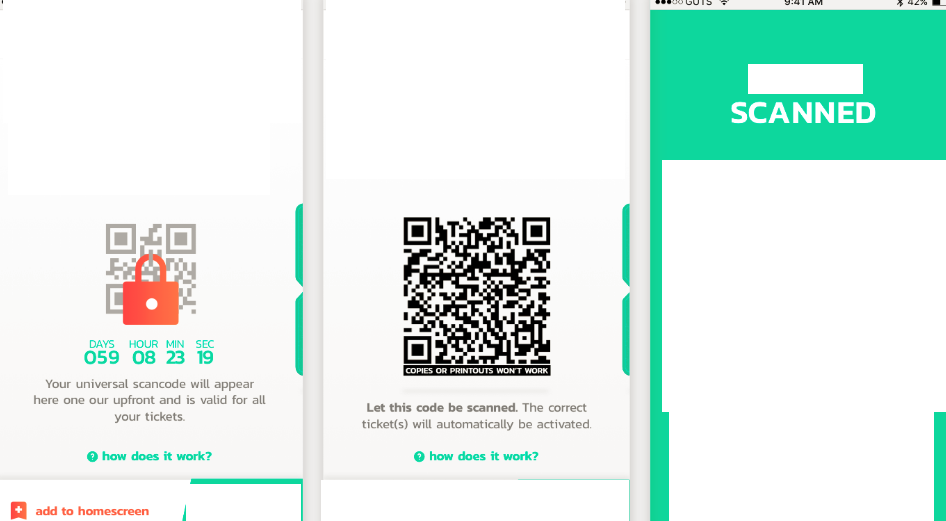 GUTS 9:41 AM 42%
SCANNED
DAYS HOUR MIN SEC
059 08 23 19
Your universal scancode will appear
here one our upfront and is valid for all
your tickets.
? how does it work?
add to homescreen
COPIES OR PRINTOUTS WON'T WORK
Let this code be scanned. The correct
ticket(s) will automatically be activated.
? how does it work?